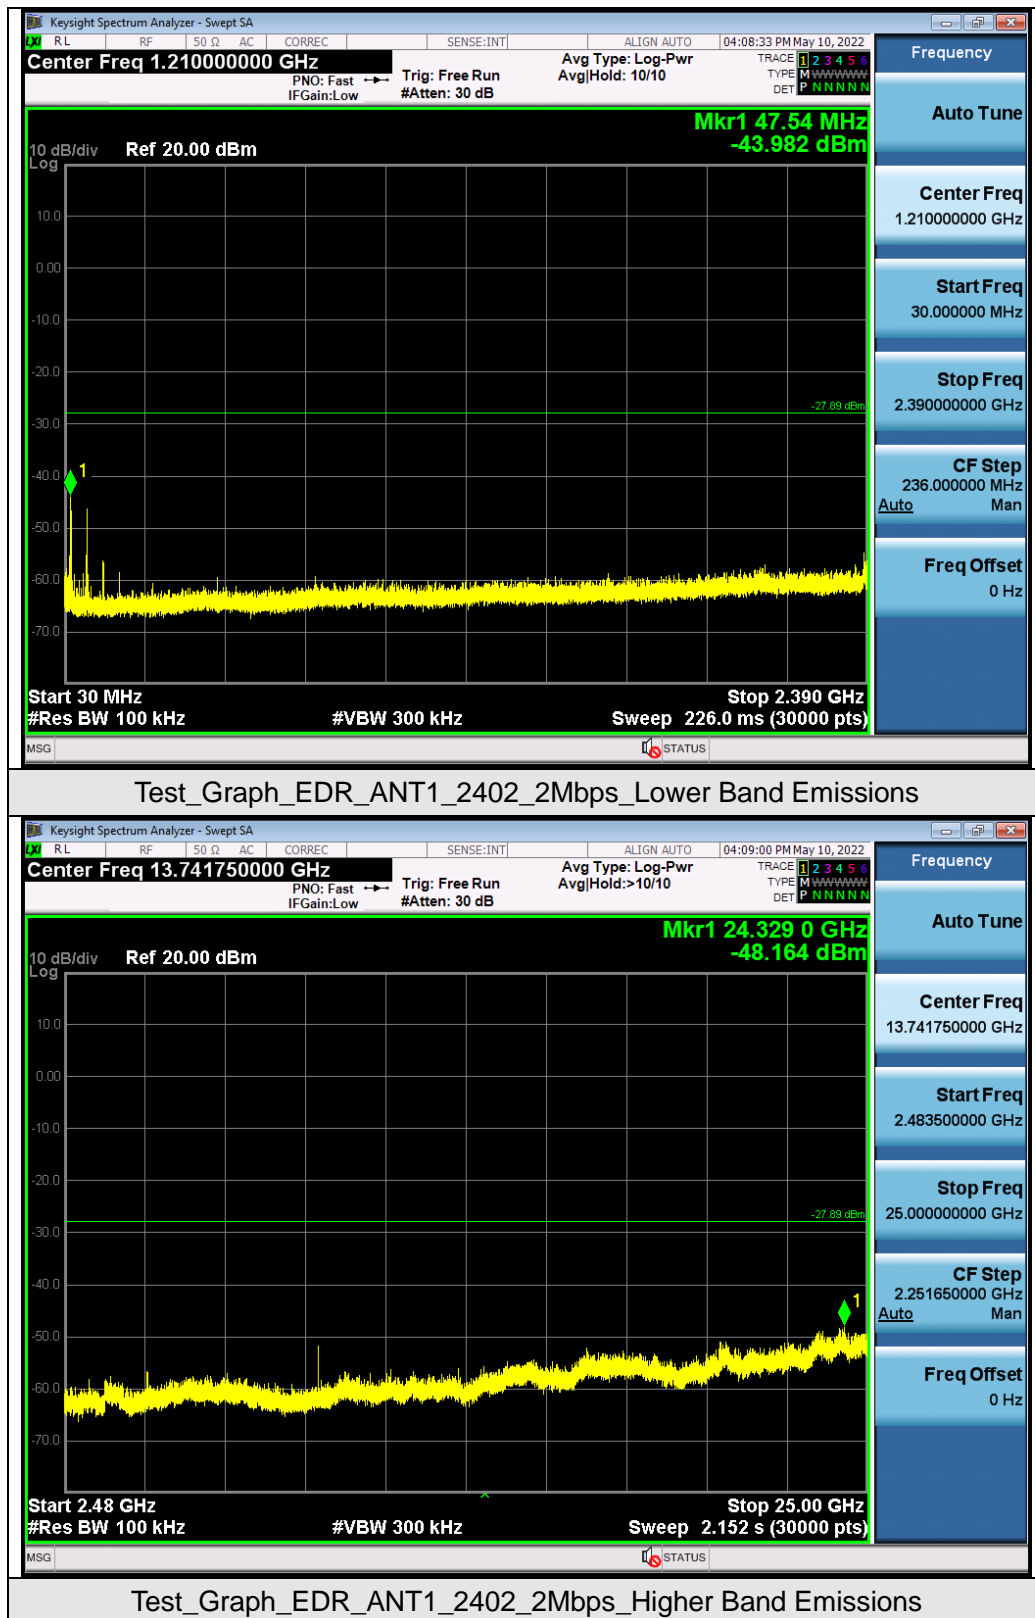 Keysight Spectrum Analyzer - Swept SA
LXI RL RF 50 Ω AC CORREC SENSE:INT ALIGN AUTO 04:08:33 PM May 10, 2022
Center Freq 1.210000000 GHz
PNO: Fast
IFGain:Low
Trig: Free Run
#Atten: 30 dB
Avg Type: Log-Pwr
Avg|Hold: 10/10
TRACE 1 2 3 4 5 6
TYPE M WWWWW
DET P N N N N N
Mkr1 47.54 MHz
-43.982 dBm
10 dB/div Ref 20.00 dBm
Log
10.0
0.00
-10.0
-20.0
-27.89 dBm
-30.0
1
-40.0
-50.0
-60.0
-70.0
Start 30 MHz Stop 2.390 GHz
#Res BW 100 kHz #VBW 300 kHz Sweep 226.0 ms (30000 pts)
MSG STATUS
Frequency
Auto Tune
Center Freq
1.210000000 GHz
Start Freq
30.000000 MHz
Stop Freq
2.390000000 GHz
CF Step
236.000000 MHz
Auto Man
Freq Offset
0 Hz
Test_Graph_EDR_ANT1_2402_2Mbps_Lower Band Emissions
Keysight Spectrum Analyzer - Swept SA
LXI RL RF 50 Ω AC CORREC SENSE:INT ALIGN AUTO 04:09:00 PM May 10, 2022
Center Freq 13.741750000 GHz
PNO: Fast
IFGain:Low
Trig: Free Run
#Atten: 30 dB
Avg Type: Log-Pwr
Avg|Hold:>10/10
TRACE 1 2 3 4 5 6
TYPE M WWWWW
DET P N N N N N
Mkr1 24.329 0 GHz
-48.164 dBm
10 dB/div Ref 20.00 dBm
Log
10.0
0.00
-10.0
-20.0
-27.89 dBm
-30.0
-40.0
1
-50.0
-60.0
-70.0
Start 2.48 GHz Stop 25.00 GHz
#Res BW 100 kHz #VBW 300 kHz Sweep 2.152 s (30000 pts)
MSG STATUS
Frequency
Auto Tune
Center Freq
13.741750000 GHz
Start Freq
2.483500000 GHz
Stop Freq
25.000000000 GHz
CF Step
2.251650000 GHz
Auto Man
Freq Offset
0 Hz
Test_Graph_EDR_ANT1_2402_2Mbps_Higher Band Emissions